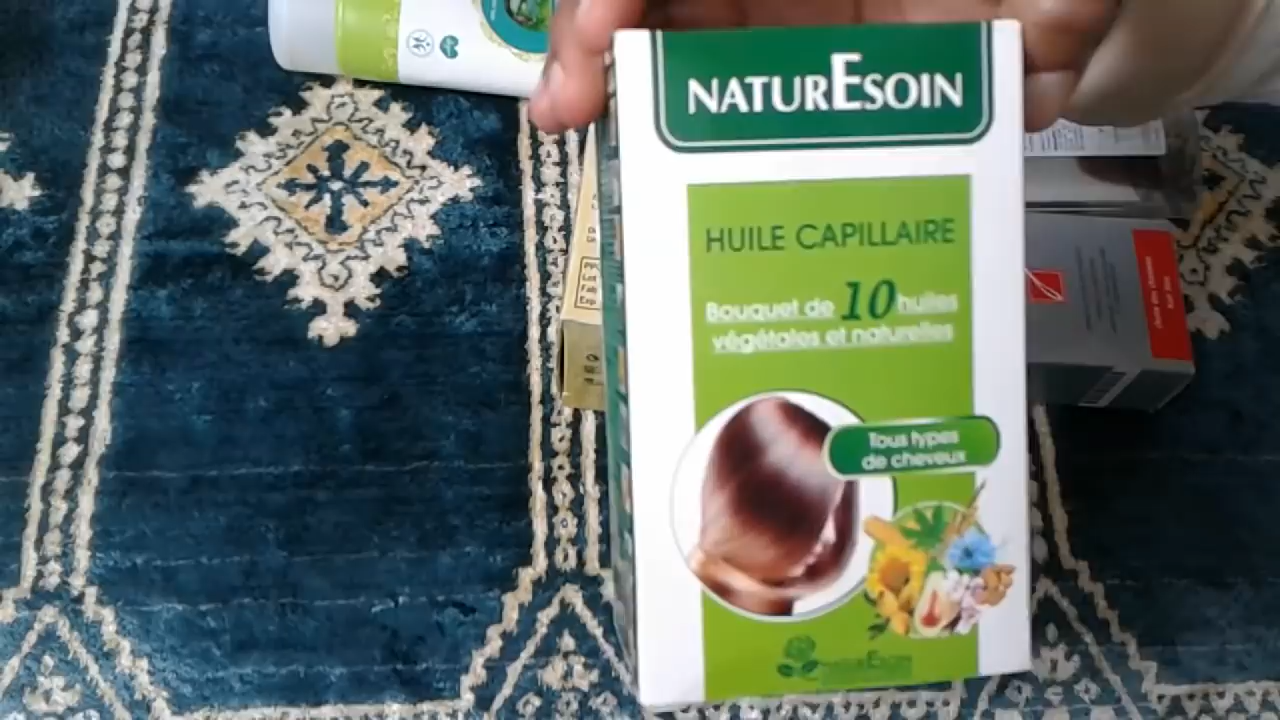 NATURESOIN
HUILE CAPILLAIRE
Bouquet de 10 huiles
végétales et naturelles
Tous types
de cheveux